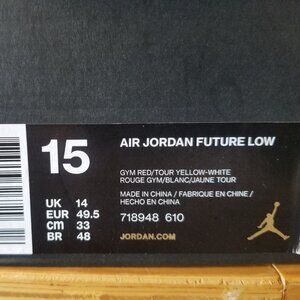 15
AIR JORDAN FUTURE LOW
GYM RED/TOUR YELLOW-WHITE
ROUGE GYM/BLANC/JAUNE TOUR
MADE IN CHINA / FABRIQUE EN CHINE /
HECHO EN CHINA
UK 14
EUR 49.5
cm 33
BR 48
718948 610
JORDAN.COM